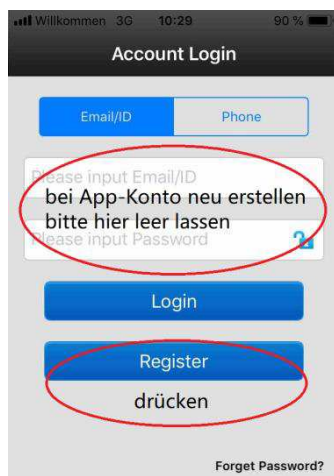 Willkommen 3G 10:29 90 %
Account Login
Email/ID Phone
Please input Email/ID
bei App-Konto neu erstellen
bitte hier leer lassen
Please input Password
Login
Register
drücken
Forget Password?